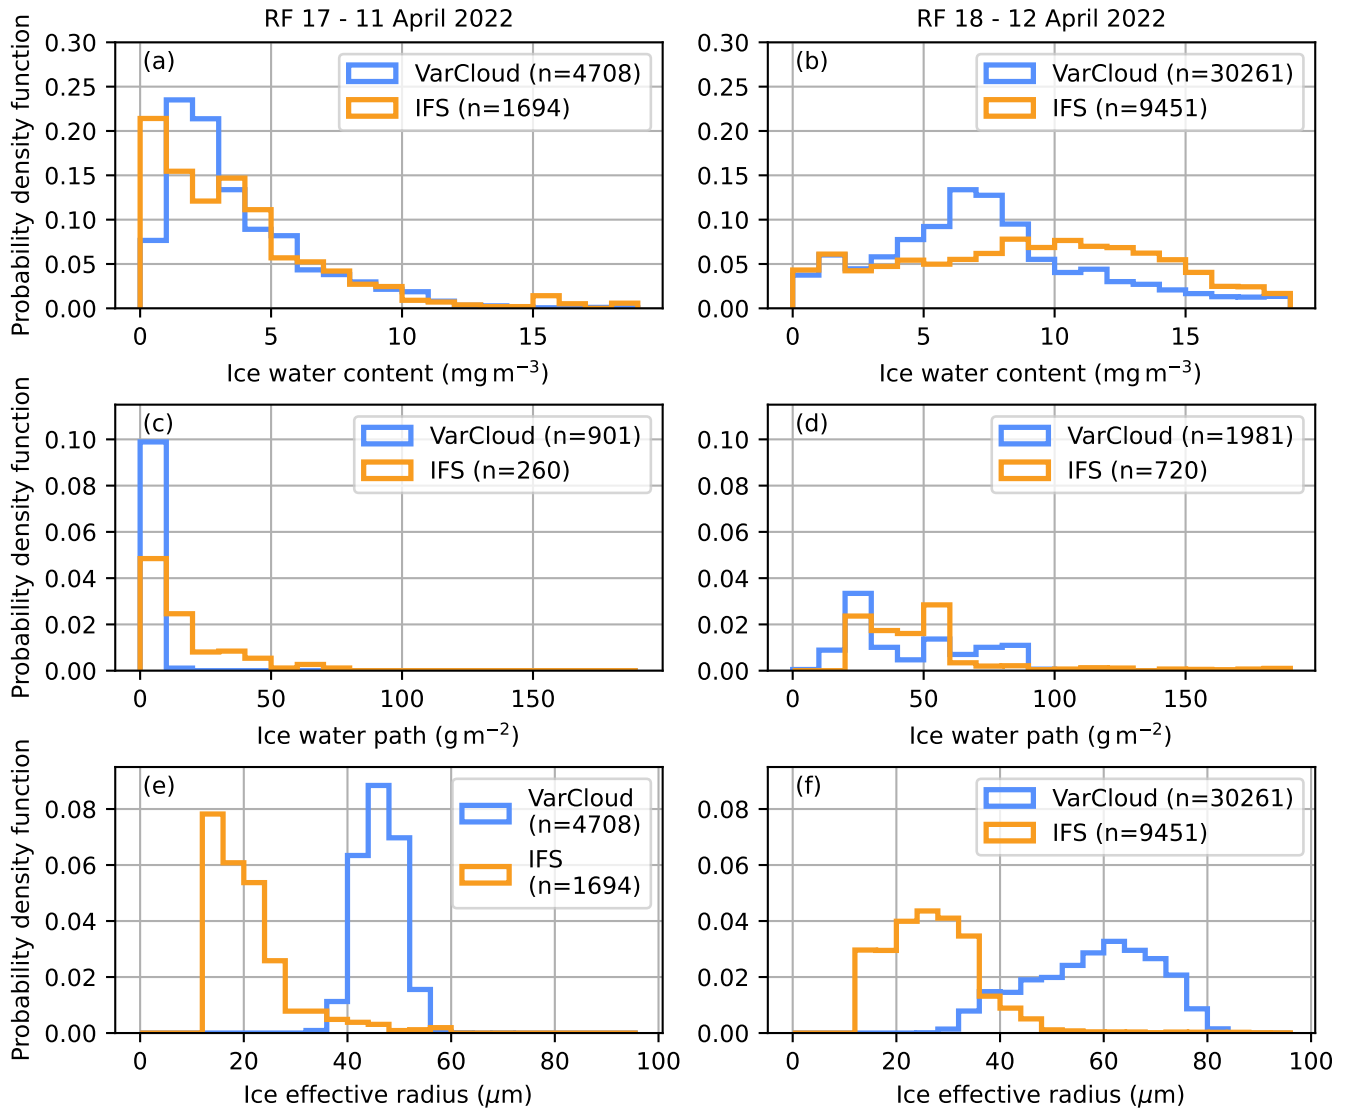 RF 17 - 11 April 2022
RF 18 - 12 April 2022
Probability density function
0.30
0.25
0.20
0.15
0.10
0.05
0.00
(a)
VarCloud (n=4708)
IFS (n=1694)
0 5 10 15
Ice water content (mg m⁻³)
0.30
0.25
0.20
0.15
0.10
0.05
0.00
(b)
VarCloud (n=30261)
IFS (n=9451)
0 5 10 15
Ice water content (mg m⁻³)
Probability density function
0.10
0.08
0.06
0.04
0.02
0.00
(c)
VarCloud (n=901)
IFS (n=260)
0 50 100 150
Ice water path (g m⁻²)
0.10
0.08
0.06
0.04
0.02
0.00
(d)
VarCloud (n=1981)
IFS (n=720)
0 50 100 150
Ice water path (g m⁻²)
Probability density function
0.08
0.06
0.04
0.02
0.00
(e)
VarCloud
(n=4708)
IFS
(n=1694)
0 20 40 60 80 100
Ice effective radius (μm)
0.08
0.06
0.04
0.02
0.00
(f)
VarCloud (n=30261)
IFS (n=9451)
0 20 40 60 80 100
Ice effective radius (μm)